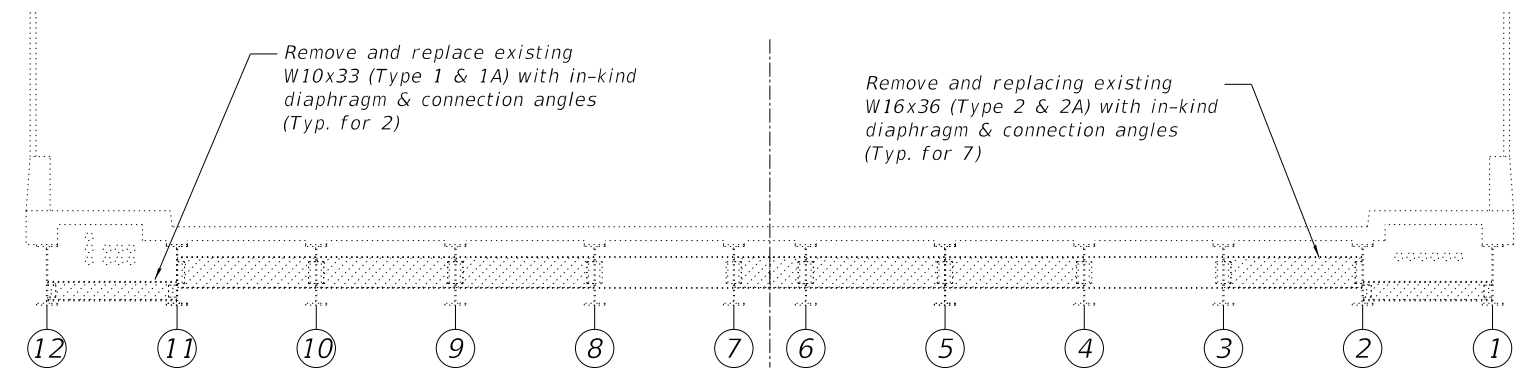 Remove and replace existing
W10x33 (Type 1 & 1A) with in-kind
diaphragm & connection angles
(Typ. for 2)
Remove and replacing existing
W16x36 (Type 2 & 2A) with in-kind
diaphragm & connection angles
(Typ. for 7)
12 11 10 9 8 7 6 5 4 3 2 1